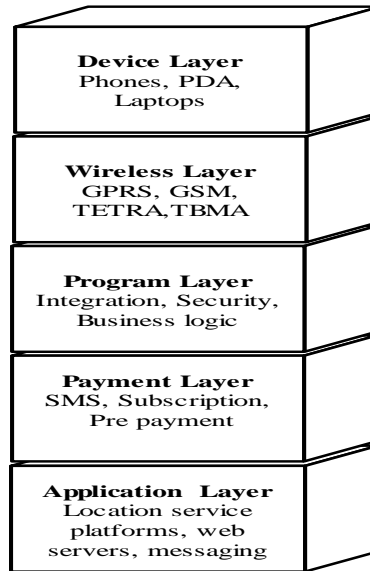 Device Layer
Phones, PDA,
Laptops
Wireless Layer
GPRS, GSM,
TETRA,TBMA
Program Layer
Integration, Security,
Business logic
Payment Layer
SMS, Subscription,
Pre payment
Application Layer
Location service
platforms, web
servers, messaging